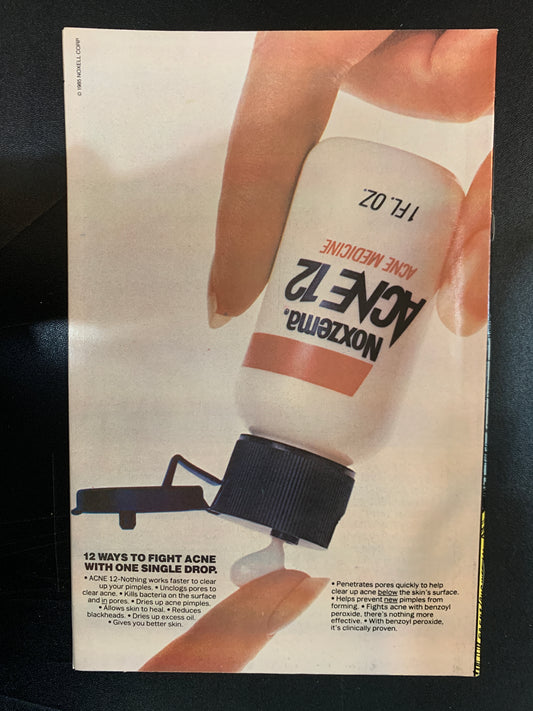 © 1985 NOXELL CORP.
1 FL. OZ.
ACNE MEDICINE
Noxzema®
ACNE 12
12 WAYS TO FIGHT ACNE
WITH ONE SINGLE DROP.
• ACNE 12-Nothing works faster to clear
up your pimples. • Unclogs pores to
clear acne. • Kills bacteria on the surface
and in pores. • Dries up acne pimples.
• Allows skin to heal. • Reduces
blackheads. • Dries up excess oil.
• Gives you better skin.
• Penetrates pores quickly to help
clear up acne below the skin's surface.
• Helps prevent new pimples from
forming. • Fights acne with benzoyl
peroxide, there's nothing more
effective. • With benzoyl peroxide,
it's clinically proven.